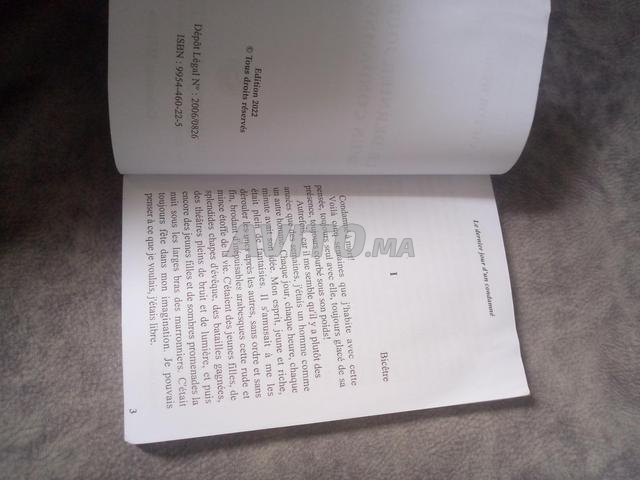 Edition 2022
© Tous droits réservés
Dépôt Légal N° : 2006/0826
ISBN : 9954-460-22-5
Le dernier jour d'un condamné
Bicêtre
I
Condamné à mort!
Voilà cinq semaines que j'habite avec cette
pensée, toujours seul avec elle, toujours glacé de sa
présence, toujours courbé sous son poids!
Autrefois, car il me semble qu'il y a plutôt des
années que des semaines, j'étais un homme comme
un autre homme. Chaque jour, chaque heure, chaque
minute avait son idée. Mon esprit, jeune et riche,
était plein de fantaisies. Il s'amusait à me les
dérouler les unes après les autres, sans ordre et sans
fin, brodant d'inépuisables arabesques cette rude et
mince étoffe de la vie. C'étaient des jeunes filles, de
splendides chapes d'évêque, des batailles gagnées,
des théâtres pleins de bruit et de lumière, et puis
encore des jeunes filles et de sombres promenades la
nuit sous les larges bras des marronniers. C'était
toujours fête dans mon imagination. Je pouvais
penser à ce que je voulais, j'étais libre.
3
.MA